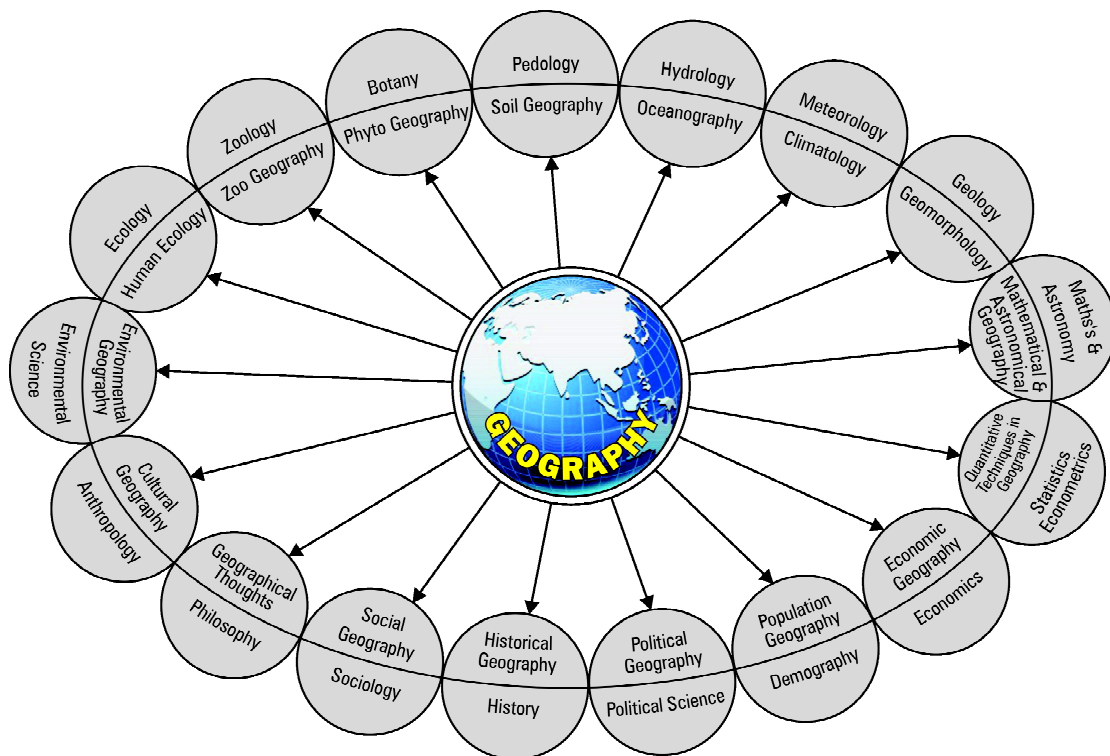 Pedology
Soil Geography
Hydrology
Oceanography
Meteorology
Climatology
Geology
Geomorphology
Maths's &
Astronomy
Mathematical &
Astronomical
Geography
Quantitative
Techniques in
Geography
Statistics
Econometrics
Economic
Geography
Economics
Population
Geography
Demography
Political
Geography
Political Science
Historical
Geography
History
Social
Geography
Sociology
Geographical
Thoughts
Philosophy
Cultural
Geography
Anthropology
Environmental
Geography
Environmental
Science
Ecology
Human Ecology
Zoology
Zoo Geography
Botany
Phyto Geography
GEOGRAPHY